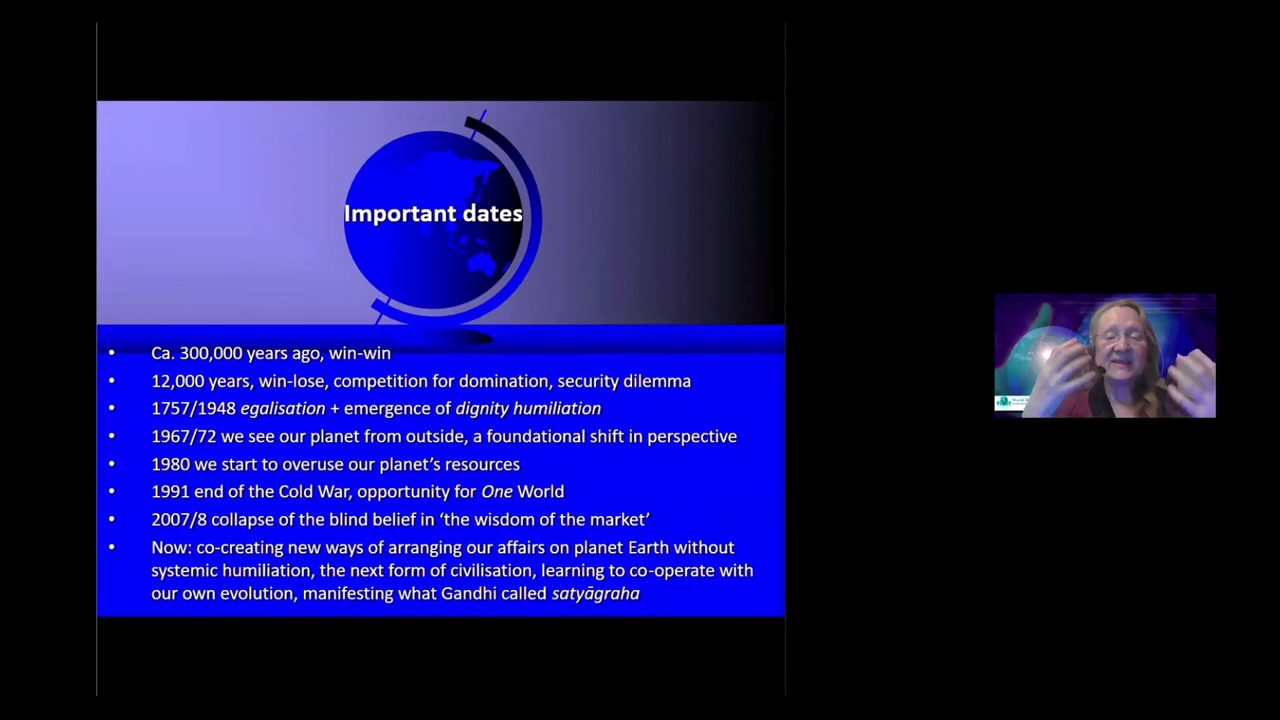 Important dates
• Ca. 300,000 years ago, win-win
• 12,000 years, win-lose, competition for domination, security dilemma
• 1757/1948 egalisation + emergence of dignity humiliation
• 1967/72 we see our planet from outside, a foundational shift in perspective
• 1980 we start to overuse our planet's resources
• 1991 end of the Cold War, opportunity for One World
• 2007/8 collapse of the blind belief in ‘the wisdom of the market’
• Now: co-creating new ways of arranging our affairs on planet Earth without
systemic humiliation, the next form of civilisation, learning to co-operate with
our own evolution, manifesting what Gandhi called satyāgraha
World